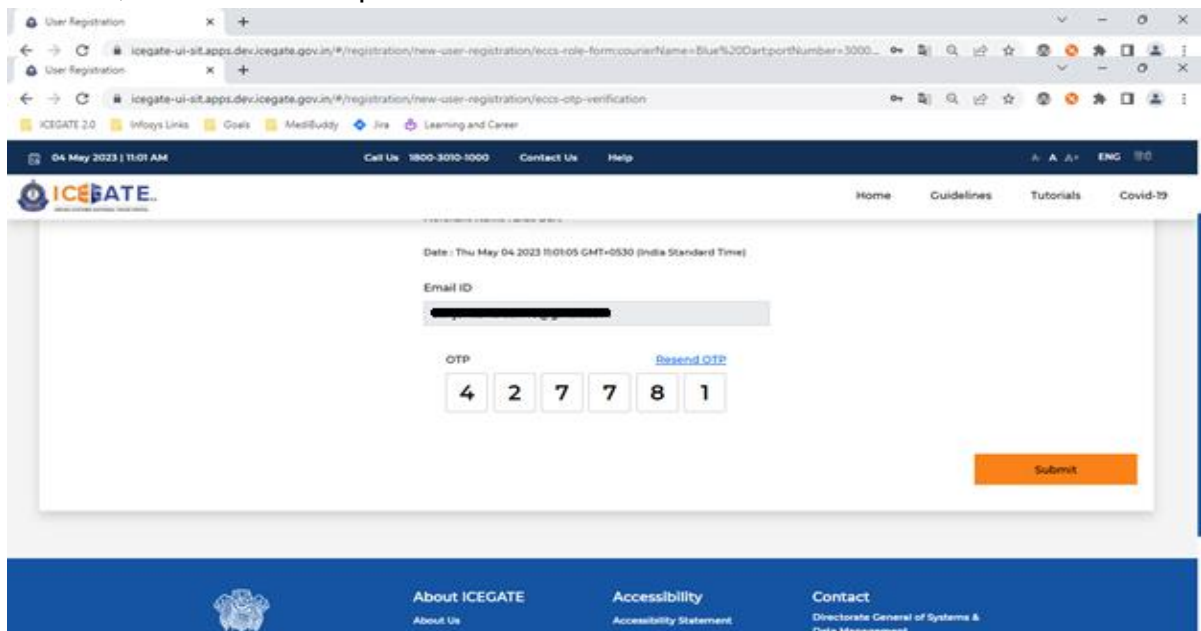 User Registration
icegate-ui-sit.apps.dev.icegate.gov.in/#/registration/new-user-registration/eccs-role-form:courierName=Blue%20Dart:portNumber=3000...
User Registration
icegate-ui-sit.apps.dev.icegate.gov.in/#/registration/new-user-registration/eccs-otp-verification
ICEGATE 2.0 Infosys Links Goals MediBuddy Jira Learning and Career
04 May 2023 | 11:01 AM Call Us 1800-3010-1000 Contact Us Help A- A A+ ENG
ICEGATE Home Guidelines Tutorials Covid-19
Date : Thu May 04 2023 11:01:05 GMT+0530 (India Standard Time)
Email ID
OTP Resend OTP
4 2 7 7 8 1
Submit
About ICEGATE Accessibility Contact
About Us Accessibility Statement Directorate General of Systems &